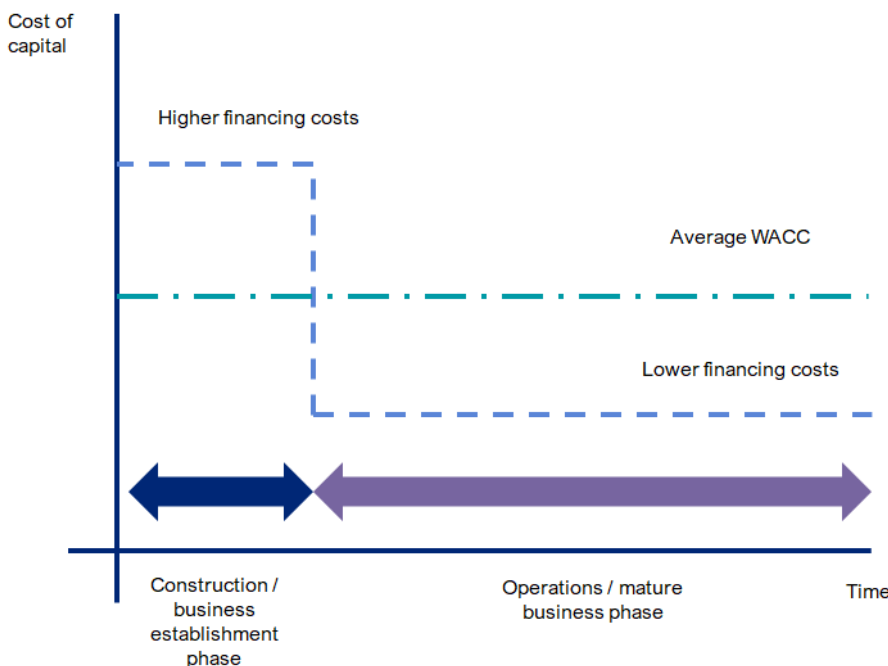 Cost of
capital
Higher financing costs
Average WACC
Lower financing costs
Construction /
business
establishment
phase
Operations / mature
business phase
Time